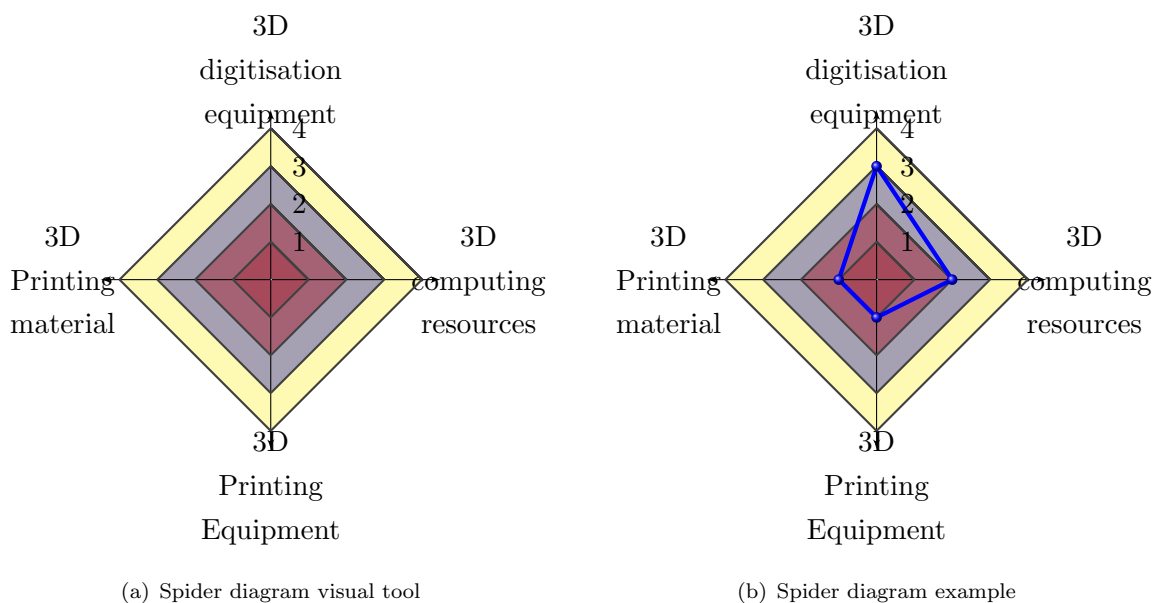 3D
digitisation
equipment
4
3
2
1
3D
Printing
material
3D
computing
resources
3D
Printing
Equipment
(a) Spider diagram visual tool
3D
digitisation
equipment
4
3
2
1
3D
Printing
material
3D
computing
resources
3D
Printing
Equipment
(b) Spider diagram example